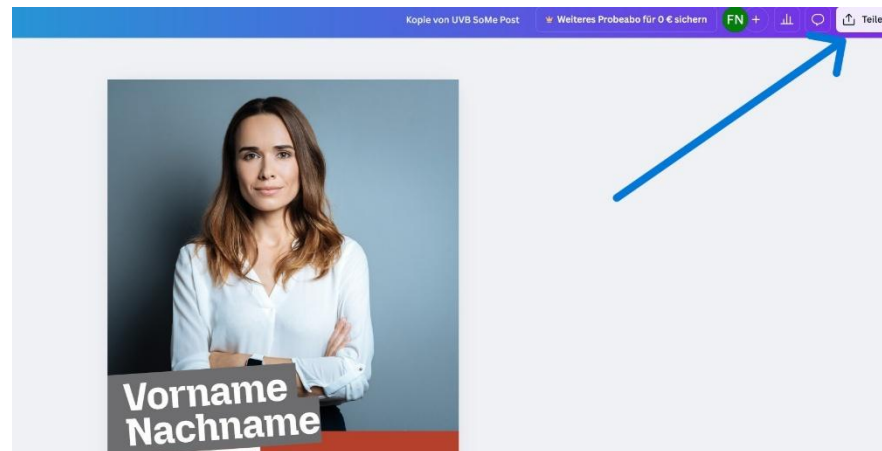 Kopie von UVB SoMe Post
Weiteres Probeabo für 0 € sichern
FN +
Teile
Vorname
Nachname